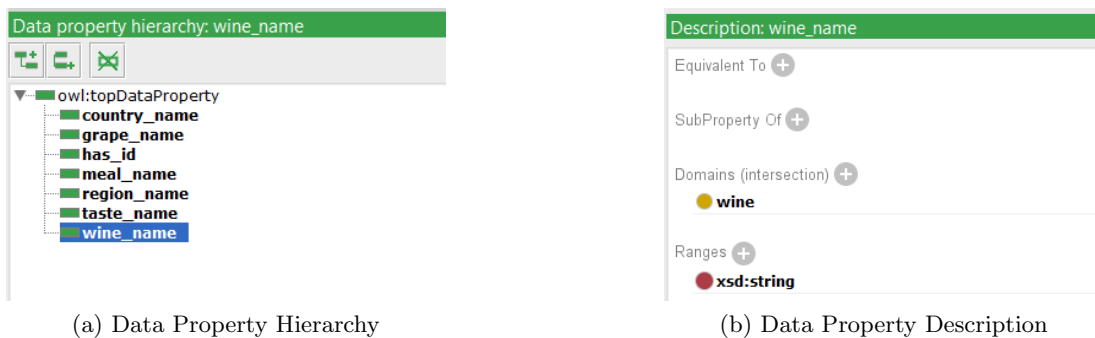 Data property hierarchy: wine_name
owl:topDataProperty
country_name
grape_name
has_id
meal_name
region_name
taste_name
wine_name
(a) Data Property Hierarchy
Description: wine_name
Equivalent To
SubProperty Of
Domains (intersection)
wine
Ranges
xsd:string
(b) Data Property Description